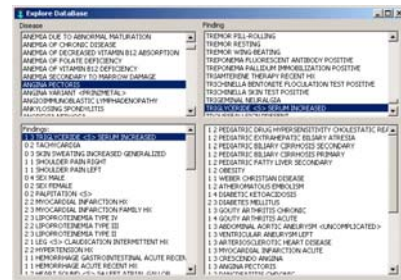 Explore DataBase
Disease
ANEMIA DUE TO ABNORMAL MATURATION
ANEMIA OF CHRONIC DISEASE
ANEMIA OF DECREASED VITAMIN B12 ABSORPTION
ANEMIA OF FOLATE DEFICIENCY
ANEMIA OF VITAMIN B12 DEFICIENCY
ANEMIA SECONDARY TO MARROW DAMAGE
ANGINA PECTORIS
ANGINA VARIANT <PRINZMETAL>
ANGIOIMMUNOBLASTIC LYMPHADENOPATHY
ANKYLOSING SPONDYLITIS
Finding
TREMOR PILL-ROLLING
TREMOR RESTING
TREMOR WING-BEATING
TREPONEMA FLUORESCENT ANTIBODY POSITIVE
TREPONEMA PALLIDUM IMMOBILIZATION POSITIVE
TRIAMTERENE THERAPY RECENT HX
TRICHINELLA BENTONITE FLOCULATION TEST POSITIVE
TRICHINELLA SKIN TEST POSITIVE
TRIGEMINAL NEURALGIA
TRIGLYCERIDE <S> SERUM INCREASED
Findings:
1 3 TRIGLYCERIDE <S> SERUM INCREASED
0 2 TACHYCARDIA
0 3 SKIN SWEATING INCREASED GENERALIZED
1 1 SHOULDER PAIN RIGHT
1 1 SHOULDER PAIN LEFT
0 4 SEX MALE
0 2 SEX FEMALE
0 2 PALPITATION <S>
2 2 MYOCARDIAL INFARCTION HX
2 2 MYOCARDIAL INFARCTION FAMILY HX
2 2 LIPOPROTEINEMIA TYPE IV
2 2 LIPOPROTEINEMIA TYPE III
2 2 LIPOPROTEINEMIA TYPE II
2 1 LEG <S> CLAUDICATION INTERMITTENT HX
2 2 HYPERTENSION HX
1 1 HEMORRHAGE GASTROINTESTINAL ACUTE RECEN
1 1 HEMORRHAGE ACUTE RECENT HX
1 2 PEDIATRIC DRUG HYPERSENSITIVITY CHOLESTATIC REA
1 2 PEDIATRIC EXTRAHEPATIC BILIARY ATRESIA
1 2 PEDIATRIC BILIARY CIRRHOSIS SECONDARY
1 2 PEDIATRIC BILIARY CIRRHOSIS PRIMARY
1 2 PEDIATRIC FATTY LIVER SECONDARY
1 2 OBESITY
1 1 WEBER CHRISTIAN DISEASE
1 2 ATHEROMATOUS EMBOLISM
1 4 DIABETIC KETOACIDOSIS
1 3 DIABETES MELLITUS
1 3 GOUTY ARTHRITIS CHRONIC
1 4 GOUTY ARTHRITIS ACUTE
1 3 ABDOMINAL AORTIC ANEURYSM <UNCOMPLICATED>
1 3 VENTRICULAR ANEURYSM LEFT
1 3 ARTERIOSCLEROTIC HEART DISEASE
1 3 MYOCARDIAL INFARCTION ACUTE
1 3 CRESCENDO ANGINA
1 3 ANGINA PECTORIS